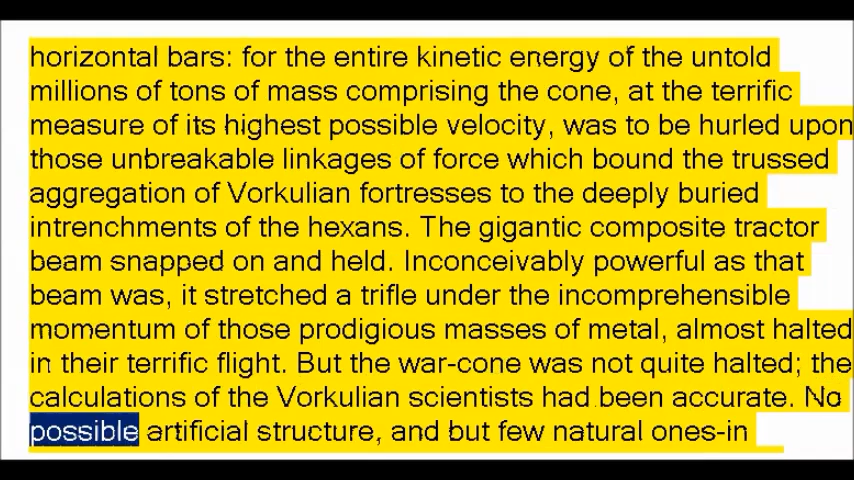 horizontal bars: for the entire kinetic energy of the untold
millions of tons of mass comprising the cone, at the terrific
measure of its highest possible velocity, was to be hurled upon
those unbreakable linkages of force which bound the trussed
aggregation of Vorkulian fortresses to the deeply buried
intrenchments of the hexans. The gigantic composite tractor
beam snapped on and held. Inconceivably powerful as that
beam was, it stretched a trifle under the incomprehensible
momentum of those prodigious masses of metal, almost halted
in their terrific flight. But the war-cone was not quite halted; the
calculations of the Vorkulian scientists had been accurate. No
possible artificial structure, and but few natural ones-in